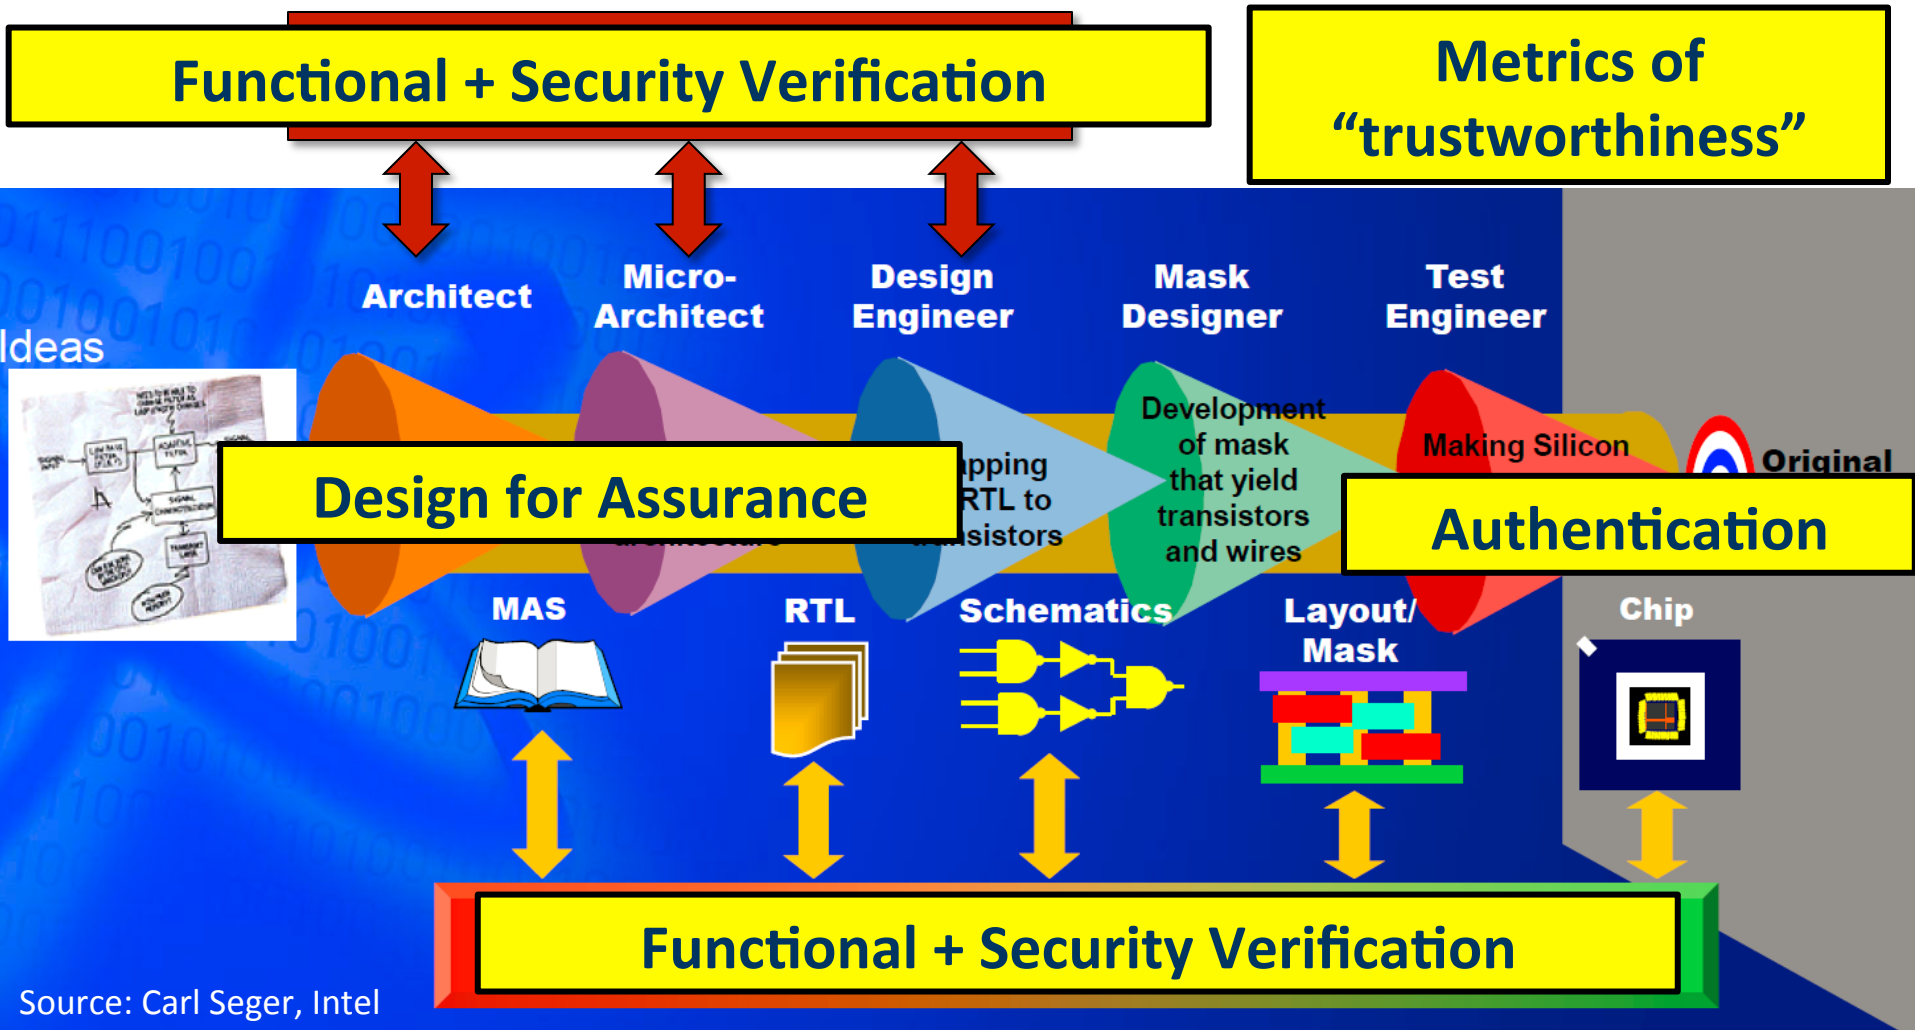 Functional + Security Verification
Metrics of
“trustworthiness”
Architect
Micro-
Architect
Design
Engineer
Mask
Designer
Test
Engineer
Ideas
Development
of mask
that yield
transistors
and wires
RTL to
Making Silicon
Original
Design for Assurance
Authentication
MAS
RTL
Schematics
Layout/
Mask
Chip
Functional + Security Verification
Source: Carl Seger, Intel